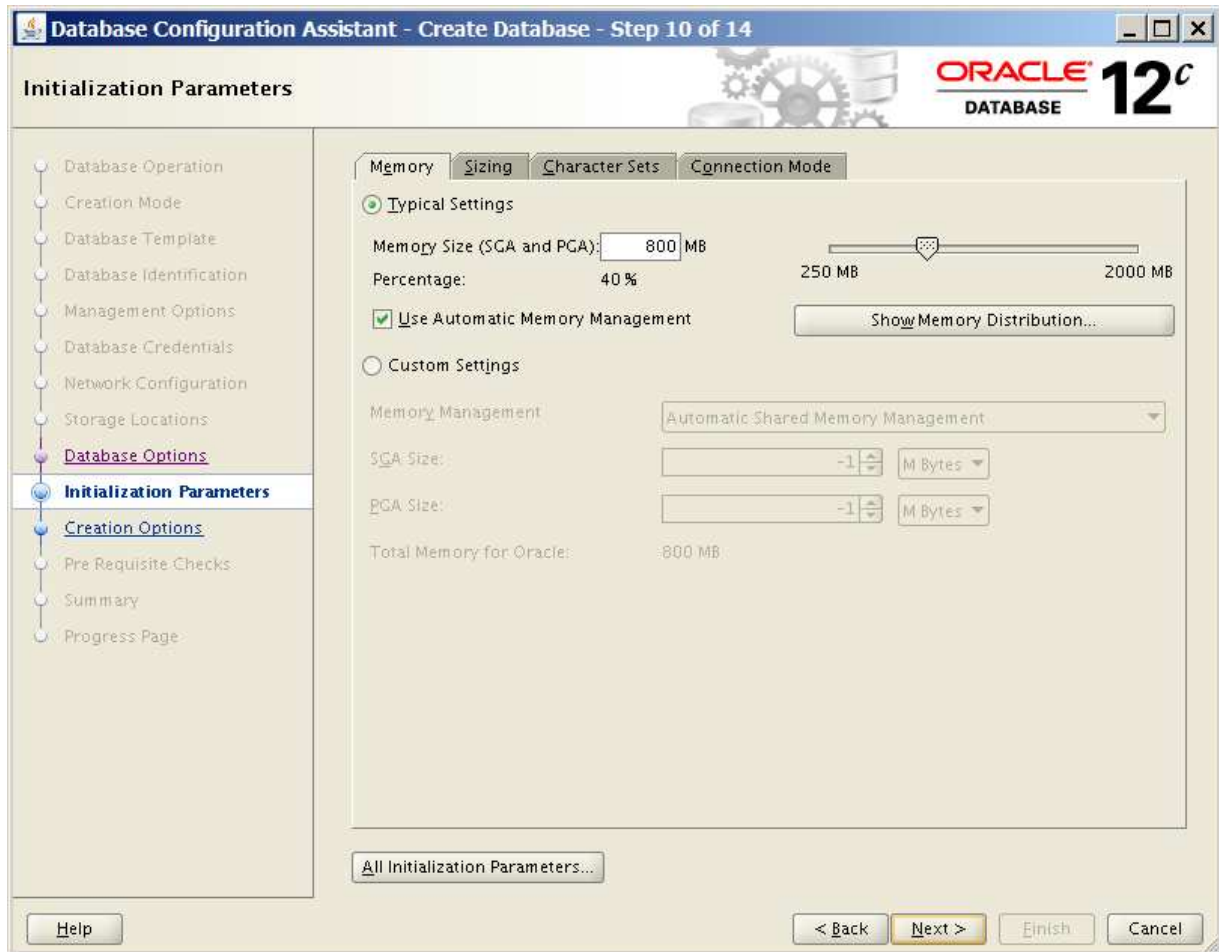 Database Configuration Assistant - Create Database - Step 10 of 14
Initialization Parameters
ORACLE
DATABASE
12c
Database Operation
Creation Mode
Database Template
Database Identification
Management Options
Database Credentials
Network Configuration
Storage Locations
Database Options
Initialization Parameters
Creation Options
Pre Requisite Checks
Summary
Progress Page
Memory Sizing Character Sets Connection Mode
Typical Settings
Memory Size (SGA and PGA): 800 MB
250 MB 2000 MB
Percentage: 40 %
Use Automatic Memory Management
Show Memory Distribution...
Custom Settings
Memory Management Automatic Shared Memory Management
SGA Size: -1 M Bytes
PGA Size: -1 M Bytes
Total Memory for Oracle: 800 MB
All Initialization Parameters...
Help < Back Next > Finish Cancel